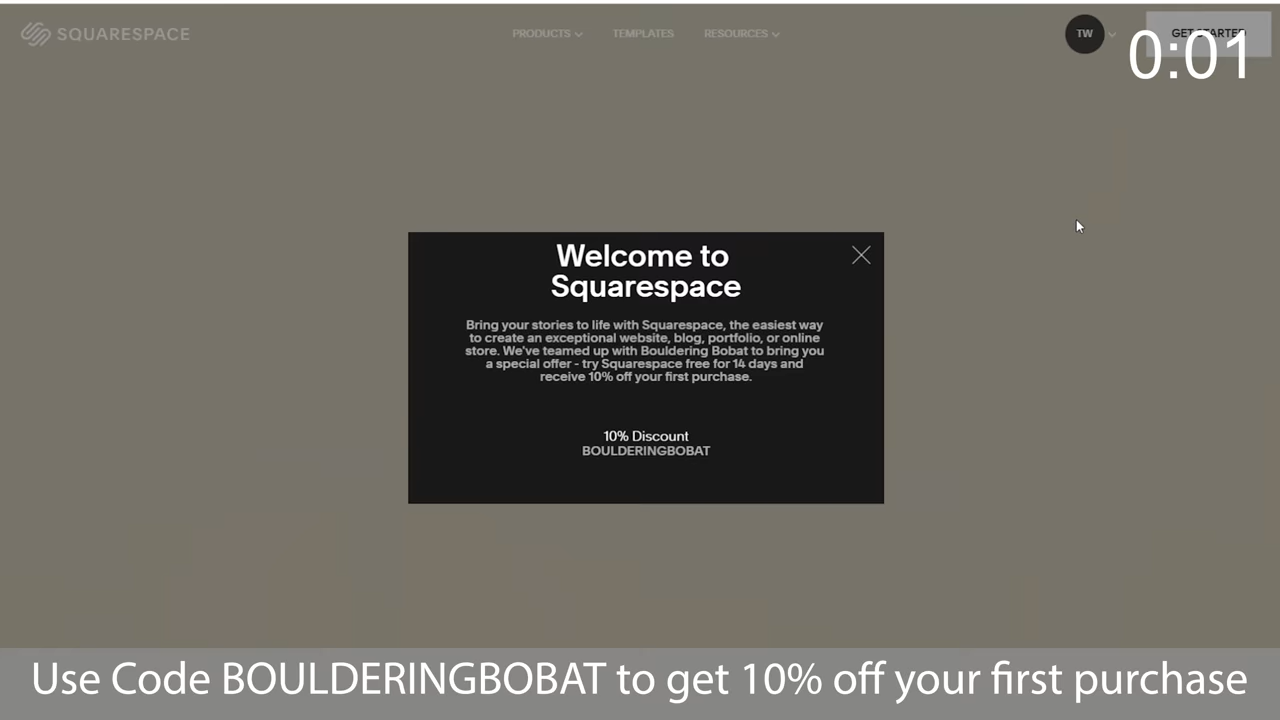 SQUARESPACE
PRODUCTS
TEMPLATES
RESOURCES
TW
GET STARTED
0:01
Welcome to
Squarespace
Bring your stories to life with Squarespace, the easiest way
to create an exceptional website, blog, portfolio, or online
store. We've teamed up with Bouldering Bobat to bring you
a special offer - try Squarespace free for 14 days and
receive 10% off your first purchase.
10% Discount
BOULDERINGBOBAT
Use Code BOULDERINGBOBAT to get 10% off your first purchase